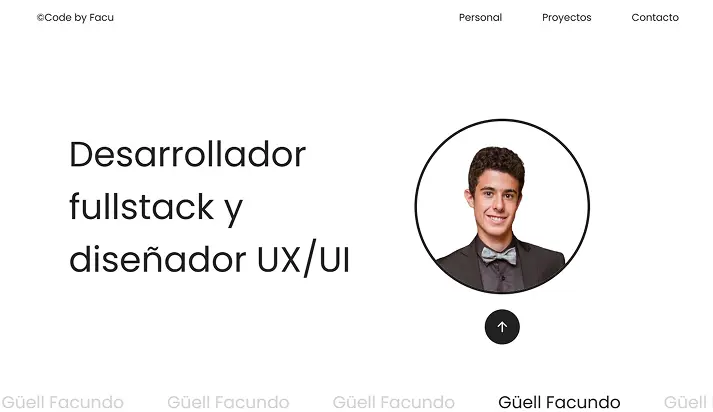 ©Code by Facu
Personal Proyectos Contacto
Desarrollador
fullstack y
diseñador UX/UI
Güell Facundo Güell Facundo Güell Facundo Güell Facundo Güell